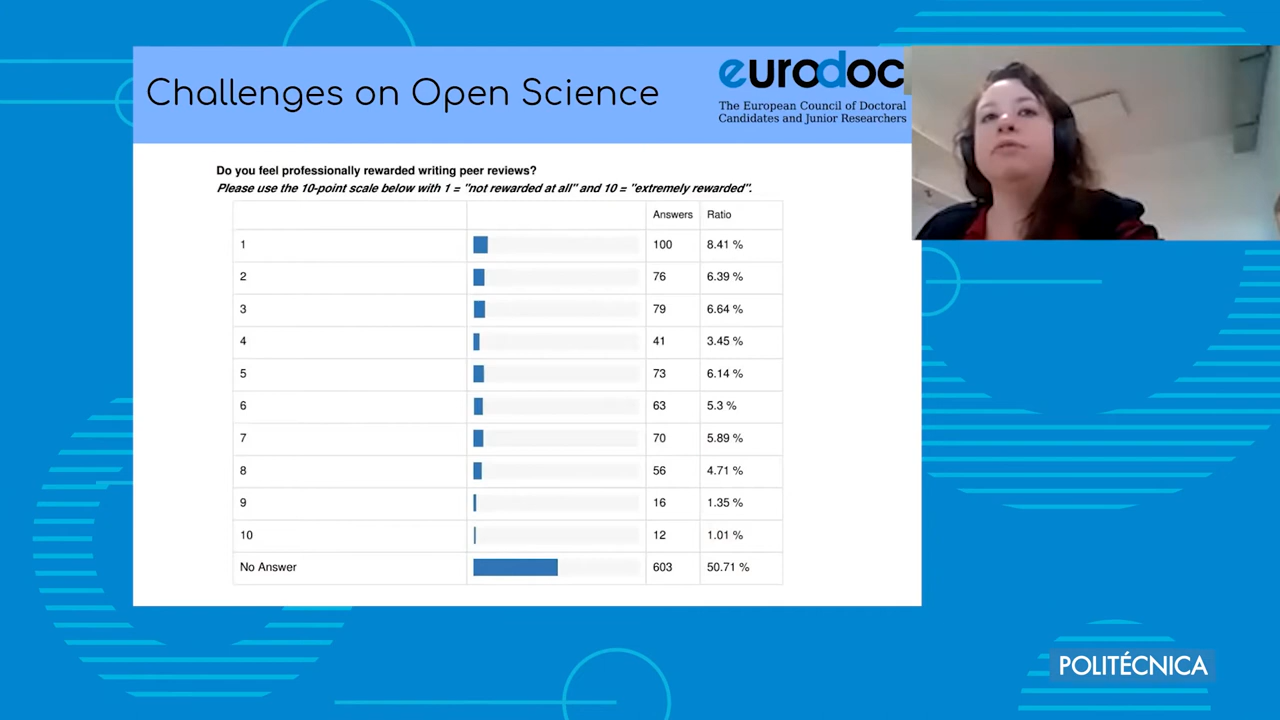 Challenges on Open Science
eurodoc
The European Council of Doctoral
Candidates and Junior Researchers
Do you feel professionally rewarded writing peer reviews?
Please use the 10-point scale below with 1 = "not rewarded at all" and 10 = "extremely rewarded".
Answers Ratio
1 100 8.41 %
2 76 6.39 %
3 79 6.64 %
4 41 3.45 %
5 73 6.14 %
6 63 5.3 %
7 70 5.89 %
8 56 4.71 %
9 16 1.35 %
10 12 1.01 %
No Answer 603 50.71 %
POLITÉCNICA